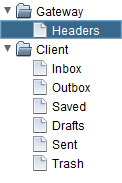 Gateway
Headers
Client
Inbox
Outbox
Saved
Drafts
Sent
Trash